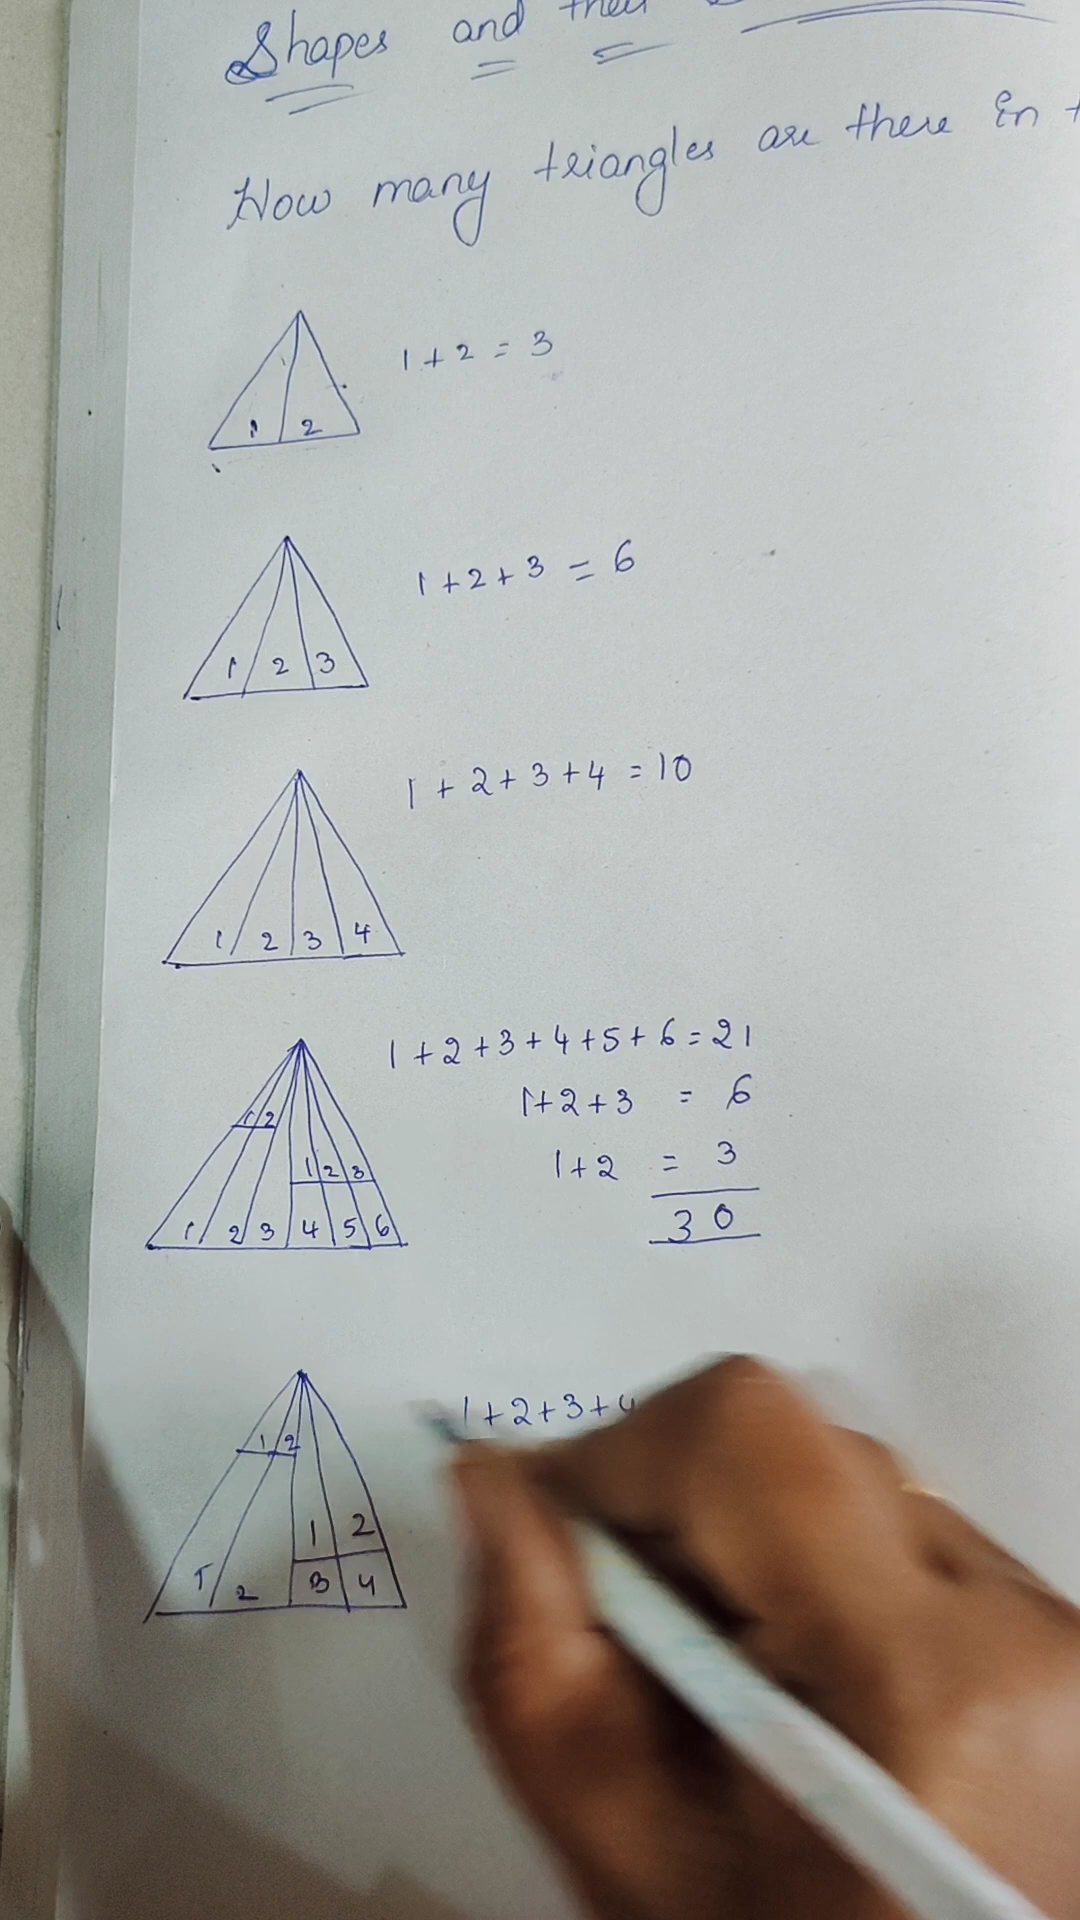 Shapes and their
How many triangles are there in
1 + 2 = 3
1 2
1 + 2 + 3 = 6
1 2 3
1 + 2 + 3 + 4 = 10
1 2 3 4
1 + 2 + 3 + 4 + 5 + 6 = 21
1 + 2 + 3 = 6
1 2
1 + 2 = 3
1 2 3
30
1 2 3 4 5 6
1 + 2 + 3 + 4
1 2
1 2
1 2 3 4